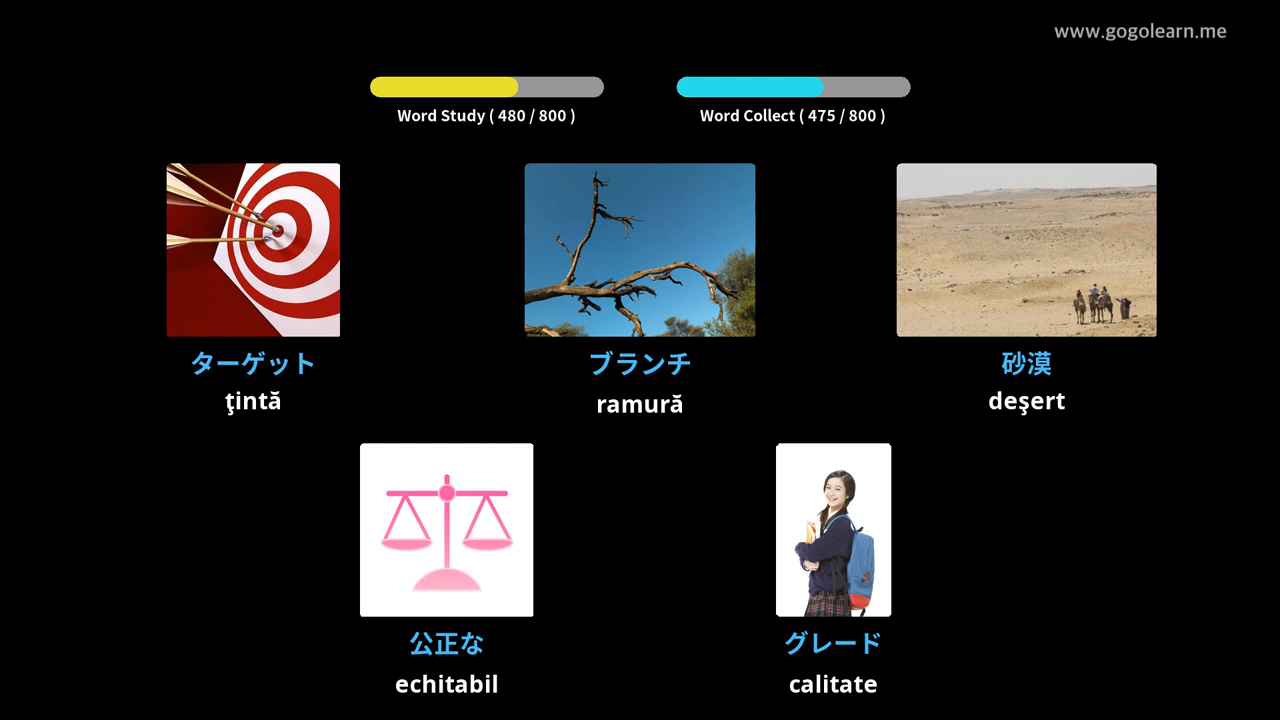 www.gogolearn.me
Word Study ( 480 / 800 )
Word Collect ( 475 / 800 )
ターゲット
ţintă
ブランチ
ramură
砂漠
deşert
公正な
echitabil
グレード
calitate